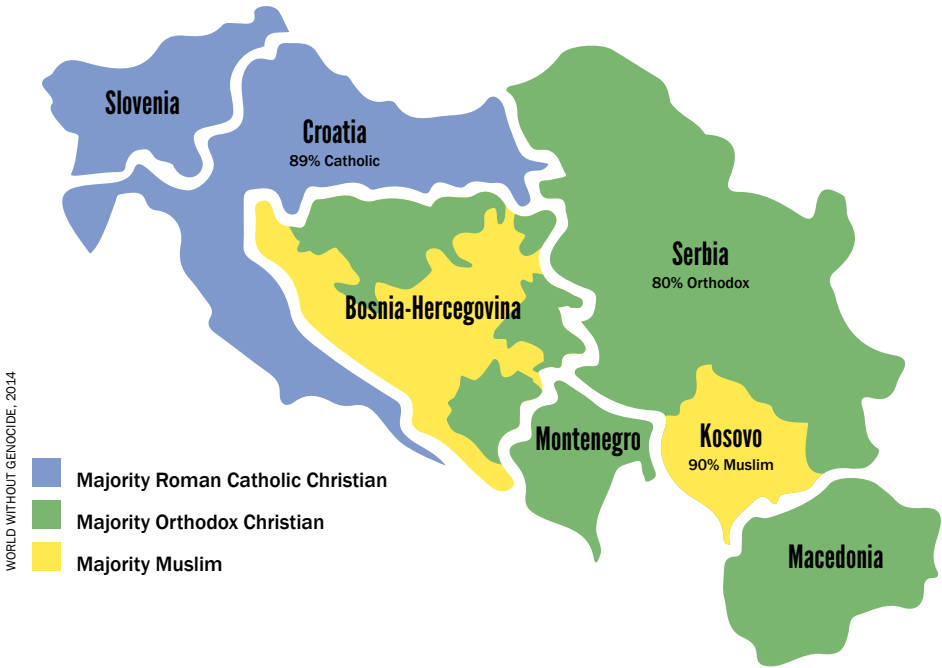 Slovenia
Croatia
89% Catholic
Serbia
80% Orthodox
Bosnia-Hercegovina
Montenegro
Kosovo
90% Muslim
Macedonia
Majority Roman Catholic Christian
Majority Orthodox Christian
Majority Muslim
WORLD WITHOUT GENOCIDE, 2014